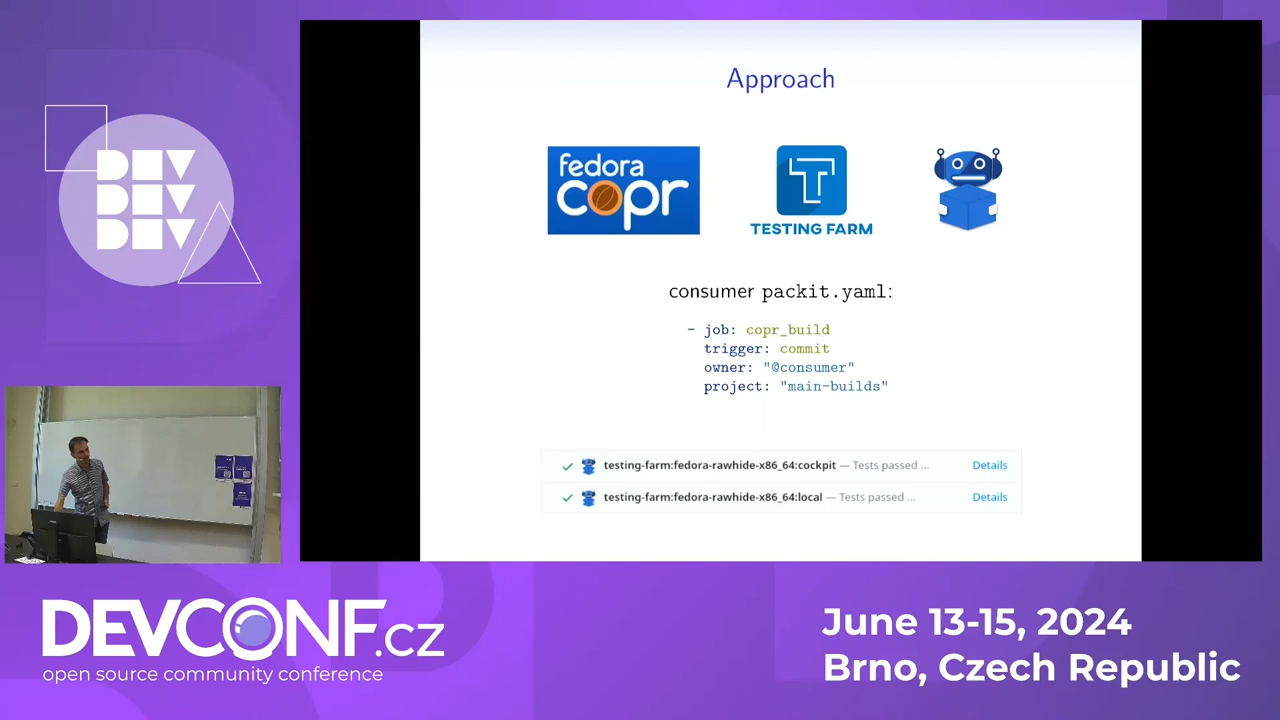 Approach
fedora
copr
T
TESTING FARM
consumer packit.yaml:
- job: copr_build
trigger: commit
owner: "@consumer"
project: "main-builds"
testing-farm:fedora-rawhide-x86_64:cockpit — Tests passed ... Details
testing-farm:fedora-rawhide-x86_64:local — Tests passed ... Details
DEV
DEV
DEV
DEVCONF.cz
open source community conference
June 13-15, 2024
Brno, Czech Republic